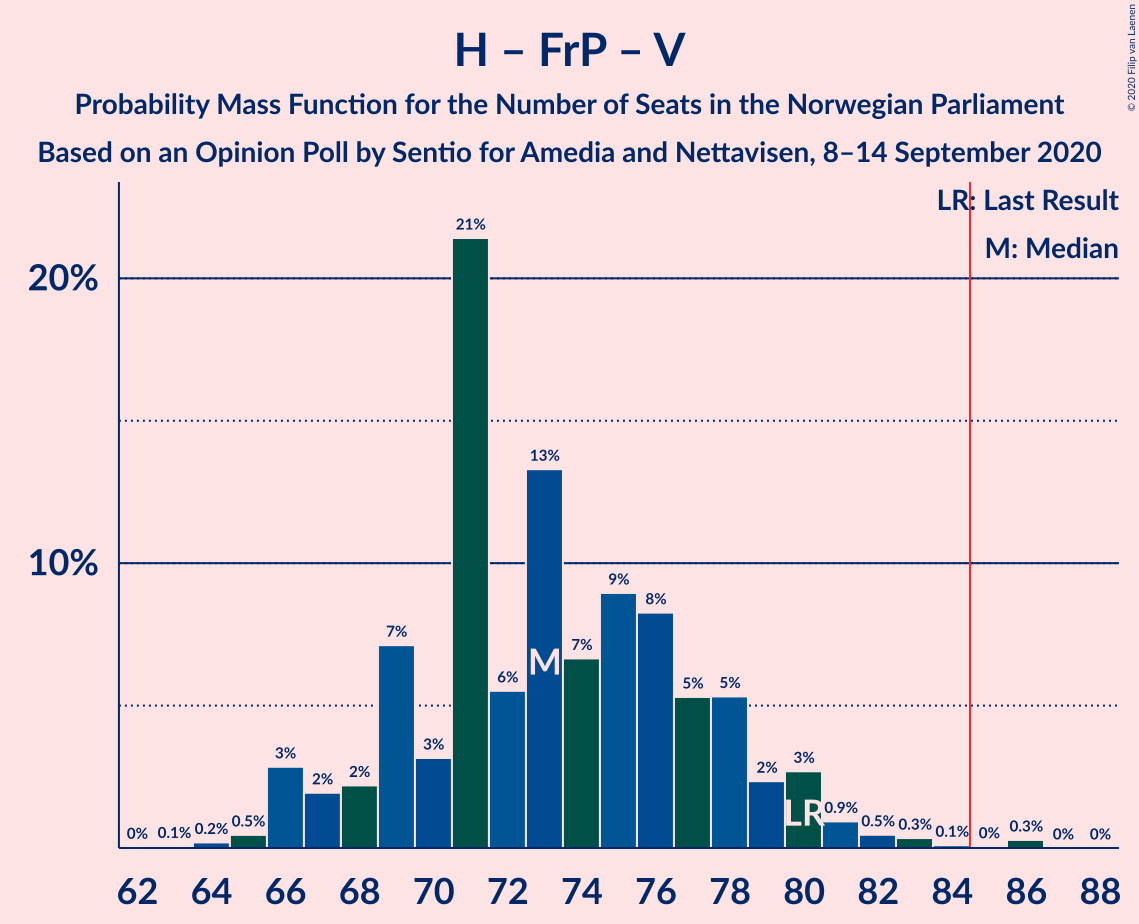 H – FrP – V
Probability Mass Function for the Number of Seats in the Norwegian Parliament
Based on an Opinion Poll by Sentio for Amedia and Nettavisen, 8–14 September 2020
© 2020 Filip van Laenen
LR: Last Result
M: Median
20%
10%
0% 0.1% 0.2% 0.5% 3% 2% 2% 7% 3% 21% 6% 13% 7% 9% 8% 5% 5% 2% 3% 0.9% 0.5% 0.3% 0.1% 0% 0.3% 0% 0%
M
LR
62 64 66 68 70 72 74 76 78 80 82 84 86 88